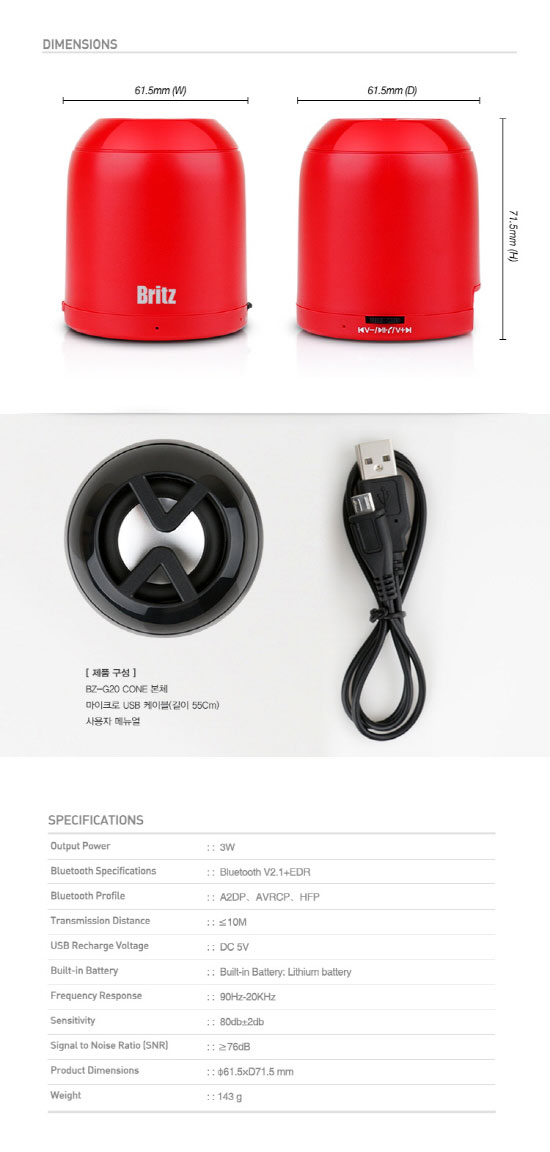 DIMENSIONS
61.5mm (W)
61.5mm (D)
71.5mm (H)
Britz
[ 제품 구성 ]
BZ-G20 CONE 본체
마이크로 USB 케이블(길이 55Cm)
사용자 메뉴얼
SPECIFICATIONS
Output Power :: 3W
Bluetooth Specifications :: Bluetooth V2.1+EDR
Bluetooth Profile :: A2DP、AVRCP、HFP
Transmission Distance :: ≤10M
USB Recharge Voltage :: DC 5V
Built-in Battery :: Built-in Battery: Lithium battery
Frequency Response :: 90Hz-20KHz
Sensitivity :: 80db±2db
Signal to Noise Ratio (SNR) :: ≥76dB
Product Dimensions :: ϕ61.5xD71.5 mm
Weight :: 143 g